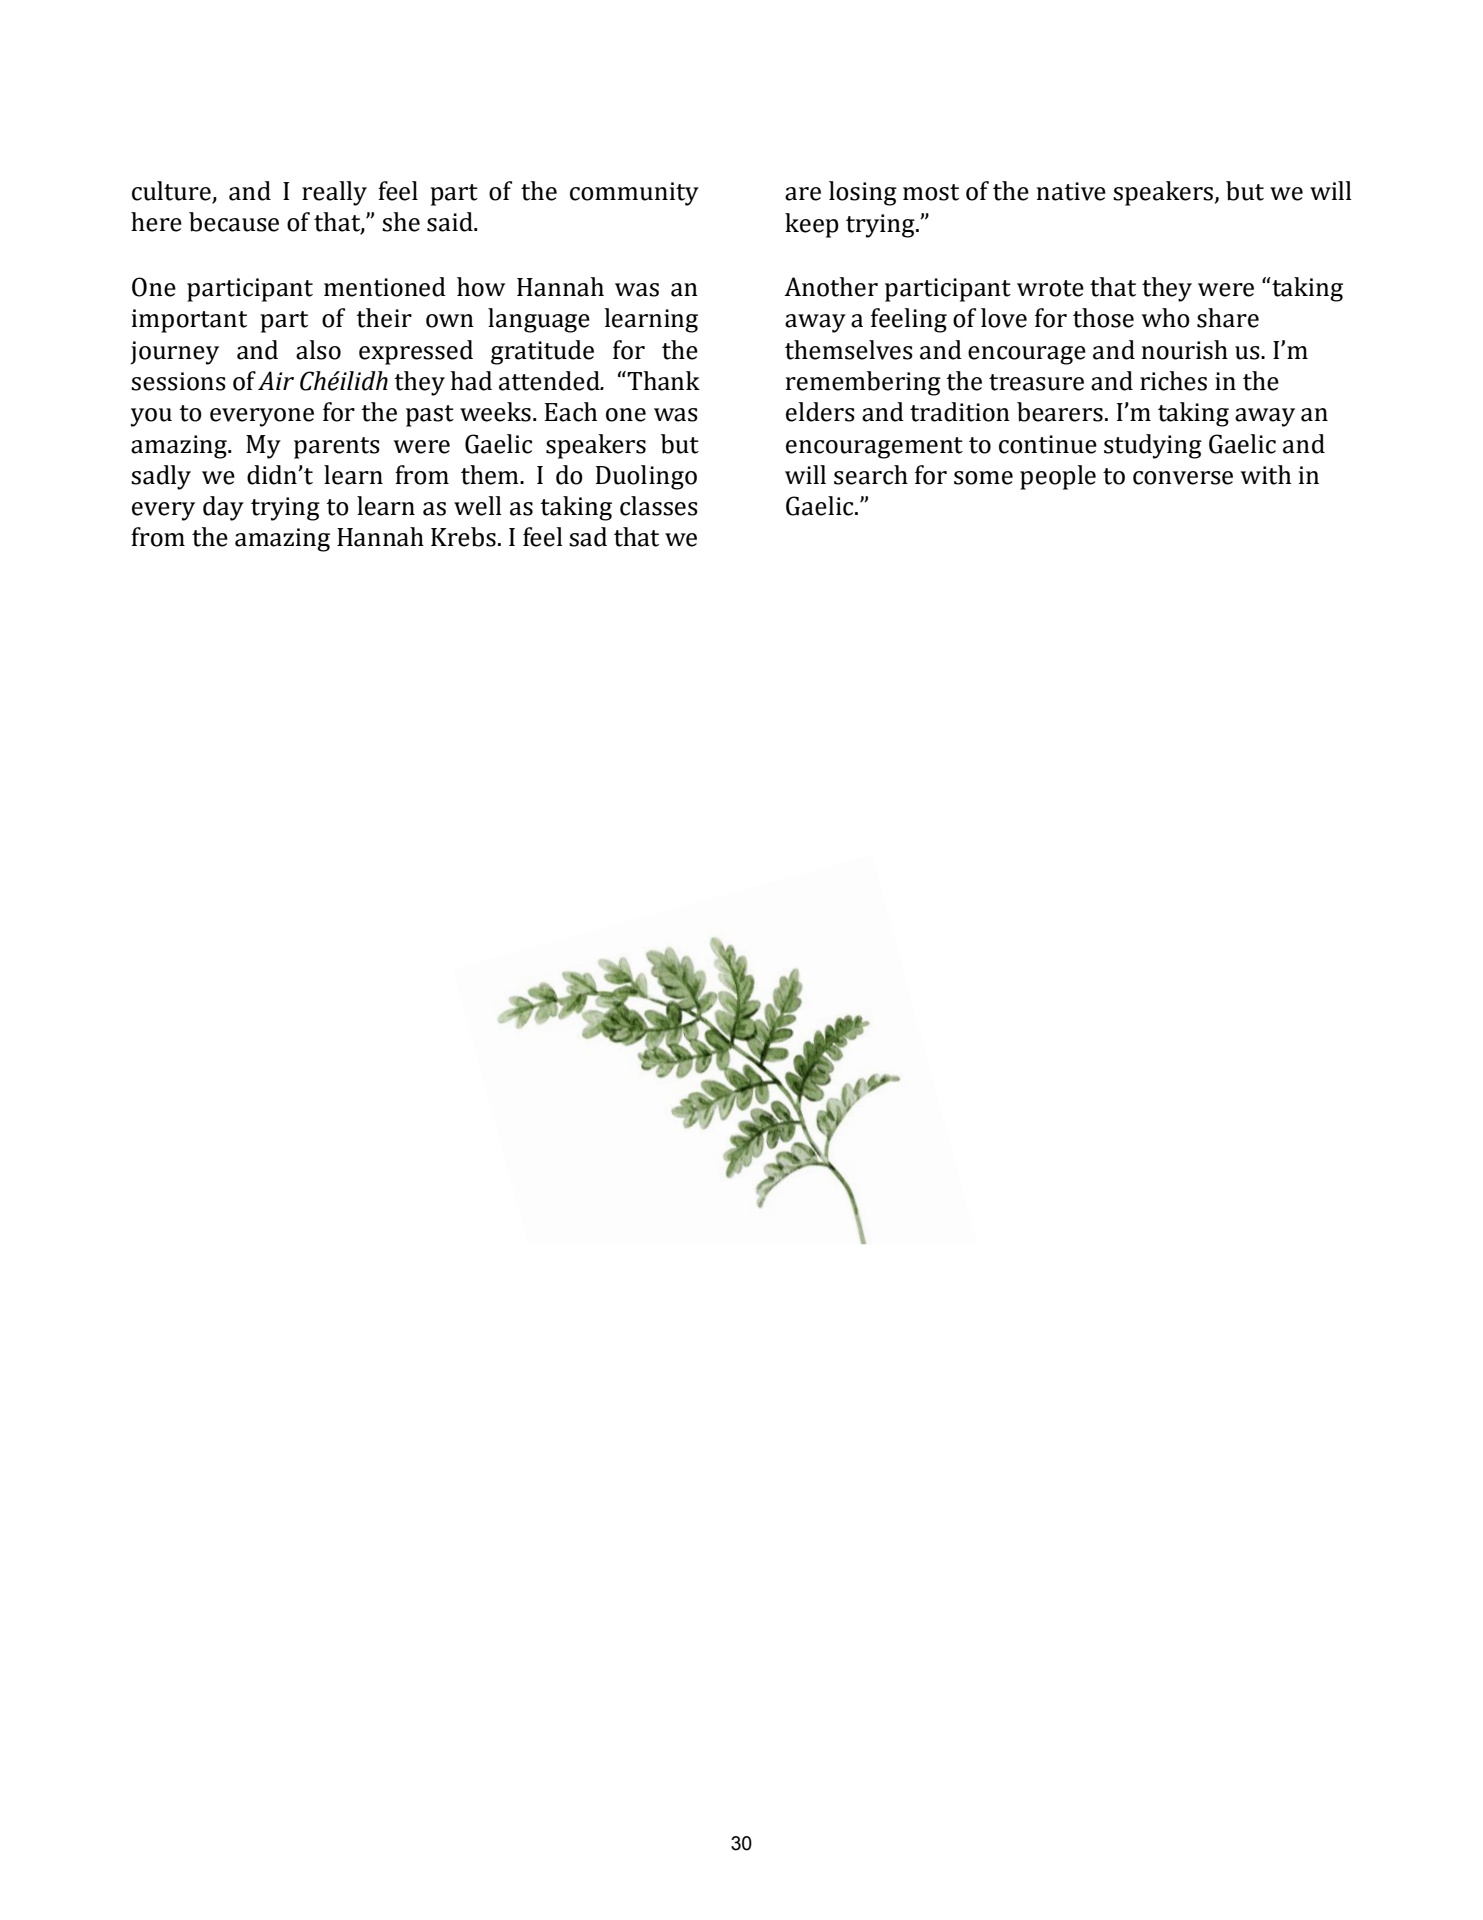 culture, and I really feel part of the community
here because of that,” she said.
One participant mentioned how Hannah was an
important part of their own language learning
journey and also expressed gratitude for the
sessions of Air Chéilidh they had attended.  “Thank
you to everyone for the past weeks. Each one was
amazing. My parents were Gaelic speakers but
sadly we didn’t learn from them. I do Duolingo
every day trying to learn as well as taking classes
from the amazing Hannah Krebs. I feel sad that we
are losing most of the native speakers, but we will
keep trying.”
Another participant wrote that they were “taking
away a feeling of love for those who share
themselves and encourage and nourish us. I’m
remembering the treasure and riches in the
elders and tradition bearers. I’m taking away an
encouragement to continue studying Gaelic and
will search for some people to converse with in
Gaelic.”
30